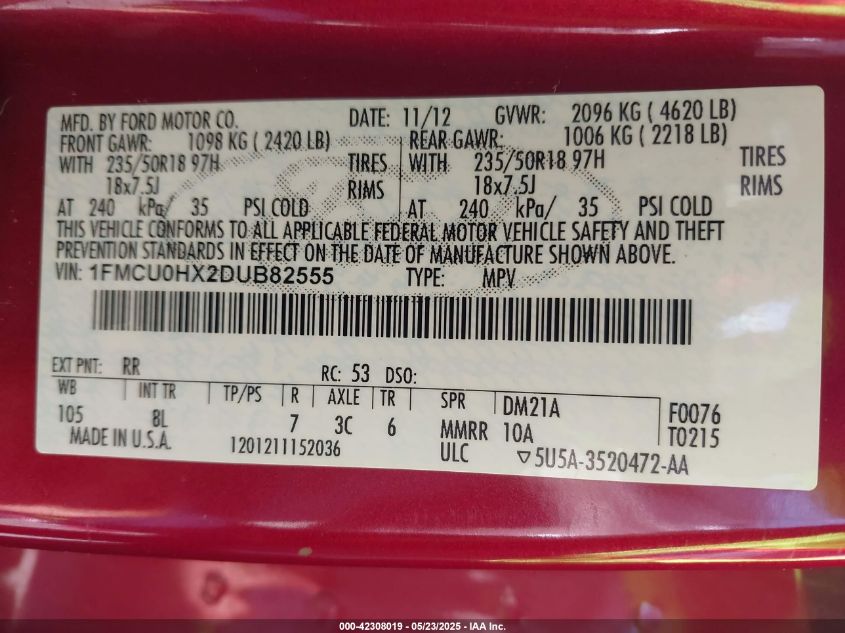 MFD. BY FORD MOTOR CO. DATE: 11/12 GVWR: 2096 KG ( 4620 LB)
FRONT GAWR: 1098 KG ( 2420 LB) REAR GAWR: 1006 KG ( 2218 LB)
WITH 235/50R18 97H TIRES WITH 235/50R18 97H TIRES
18x7.5J RIMS 18x7.5J RIMS
AT 240 kPa/ 35 PSI COLD AT 240 kPa/ 35 PSI COLD
THIS VEHICLE CONFORMS TO ALL APPLICABLE FEDERAL MOTOR VEHICLE SAFETY AND THEFT
PREVENTION STANDARDS IN EFFECT ON THE DATE OF MANUFACTURE SHOWN ABOVE.
VIN: 1FMCU0HX2DUB82555 TYPE: MPV
EXT PNT: RR RC: 53 DSO:
WB INT TR TP/PS R AXLE TR SPR DM21A F0076
105 8L 7 3C 6 MMRR 10A T0215
MADE IN U.S.A. 1201211152036 ULC ▽5U5A-3520472-AA
000-42308019 - 05/23/2025 - IAA Inc.